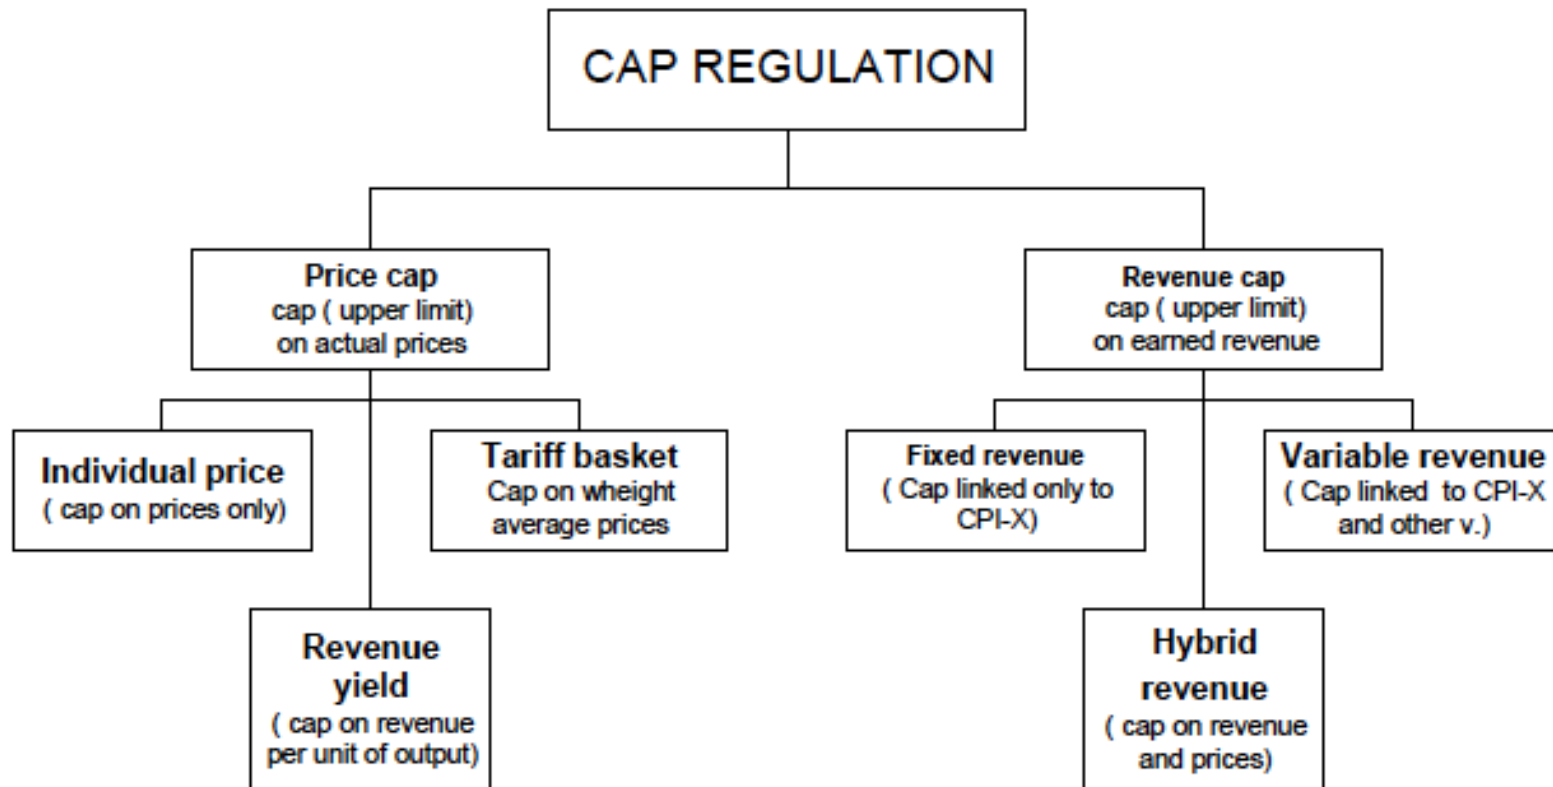 CAP REGULATION
Price cap
cap ( upper limit)
on actual prices
Revenue cap
cap ( upper limit)
on earned revenue
Individual price
( cap on prices only)
Tariff basket
Cap on wheight
average prices
Fixed revenue
( Cap linked only to
CPI-X)
Variable revenue
( Cap linked to CPI-X
and other v.)
Revenue
yield
( cap on revenue
per unit of output)
Hybrid
revenue
( cap on revenue
and prices)